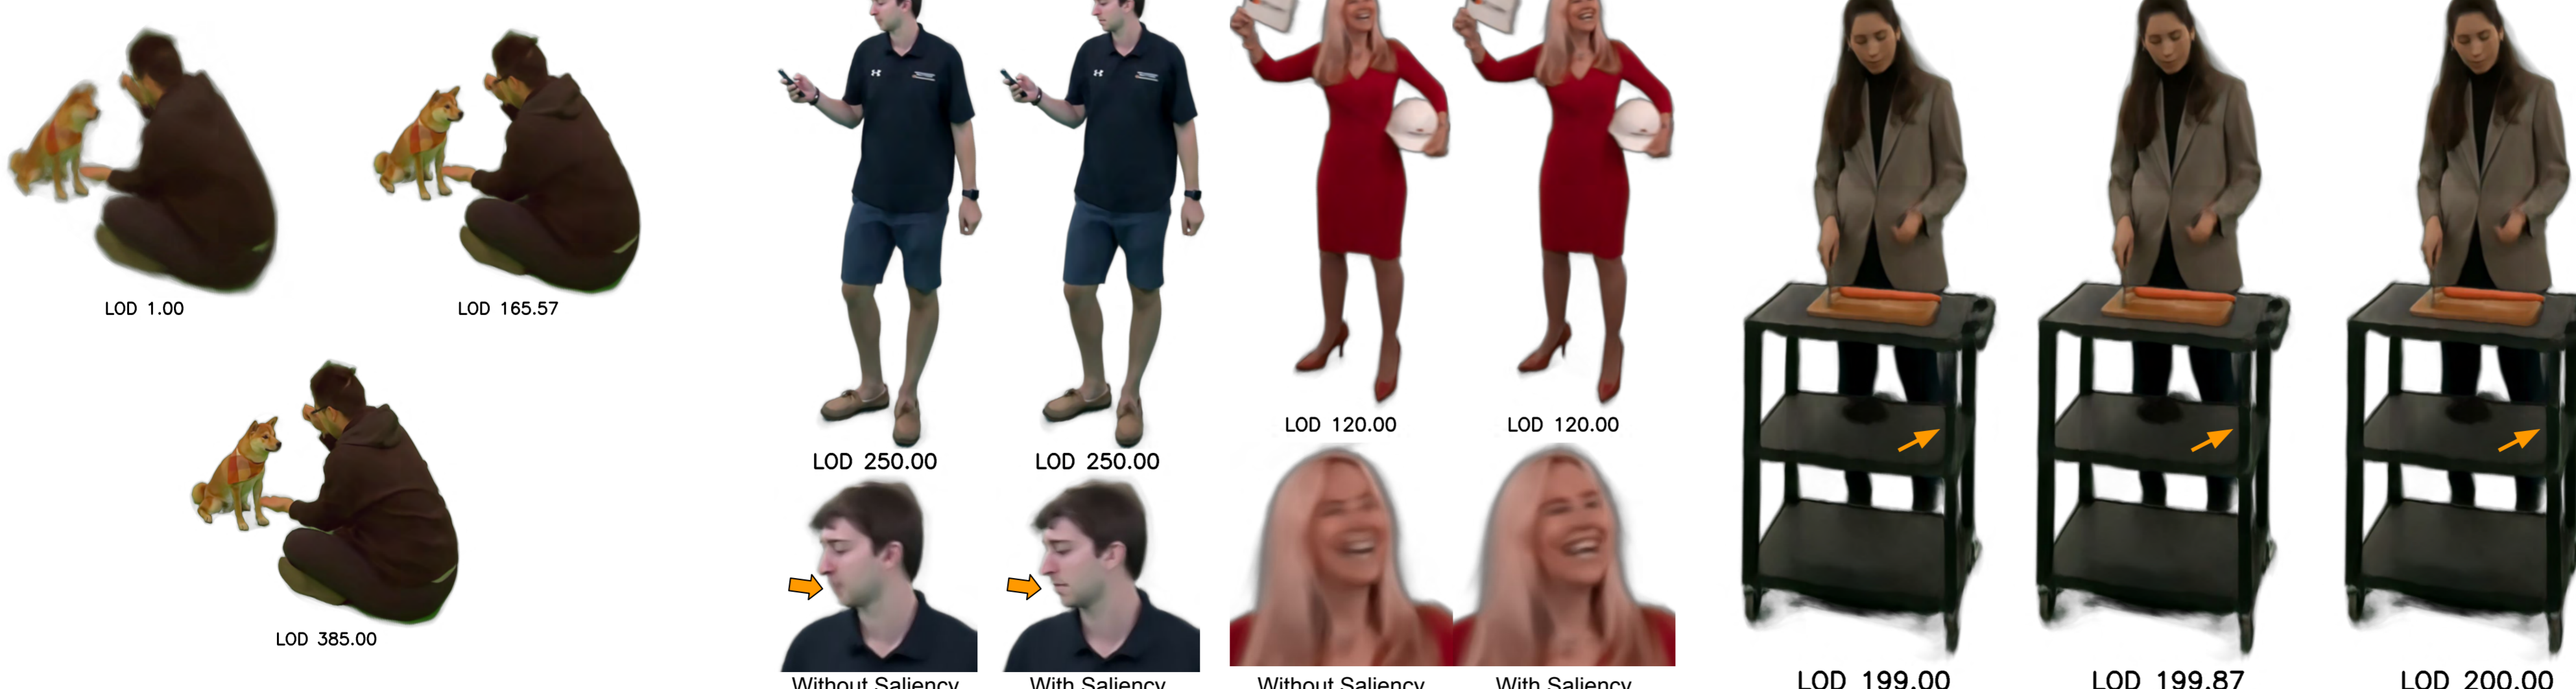 LOD 1.00
LOD 165.57
LOD 385.00
LOD 250.00
LOD 250.00
Without Saliency
With Saliency
LOD 120.00
LOD 120.00
Without Saliency
With Saliency
LOD 199.00
LOD 199.87
LOD 200.00